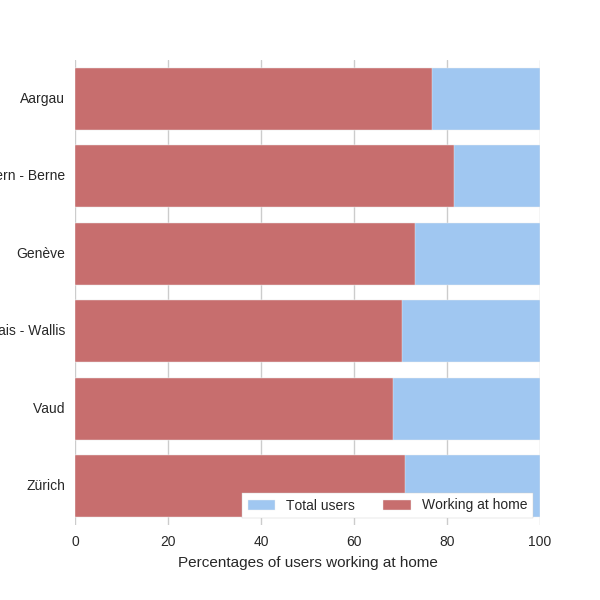 Aargau
ern - Berne
Genève
ais - Wallis
Vaud
Zürich
Total users
Working at home
0 20 40 60 80 100
Percentages of users working at home